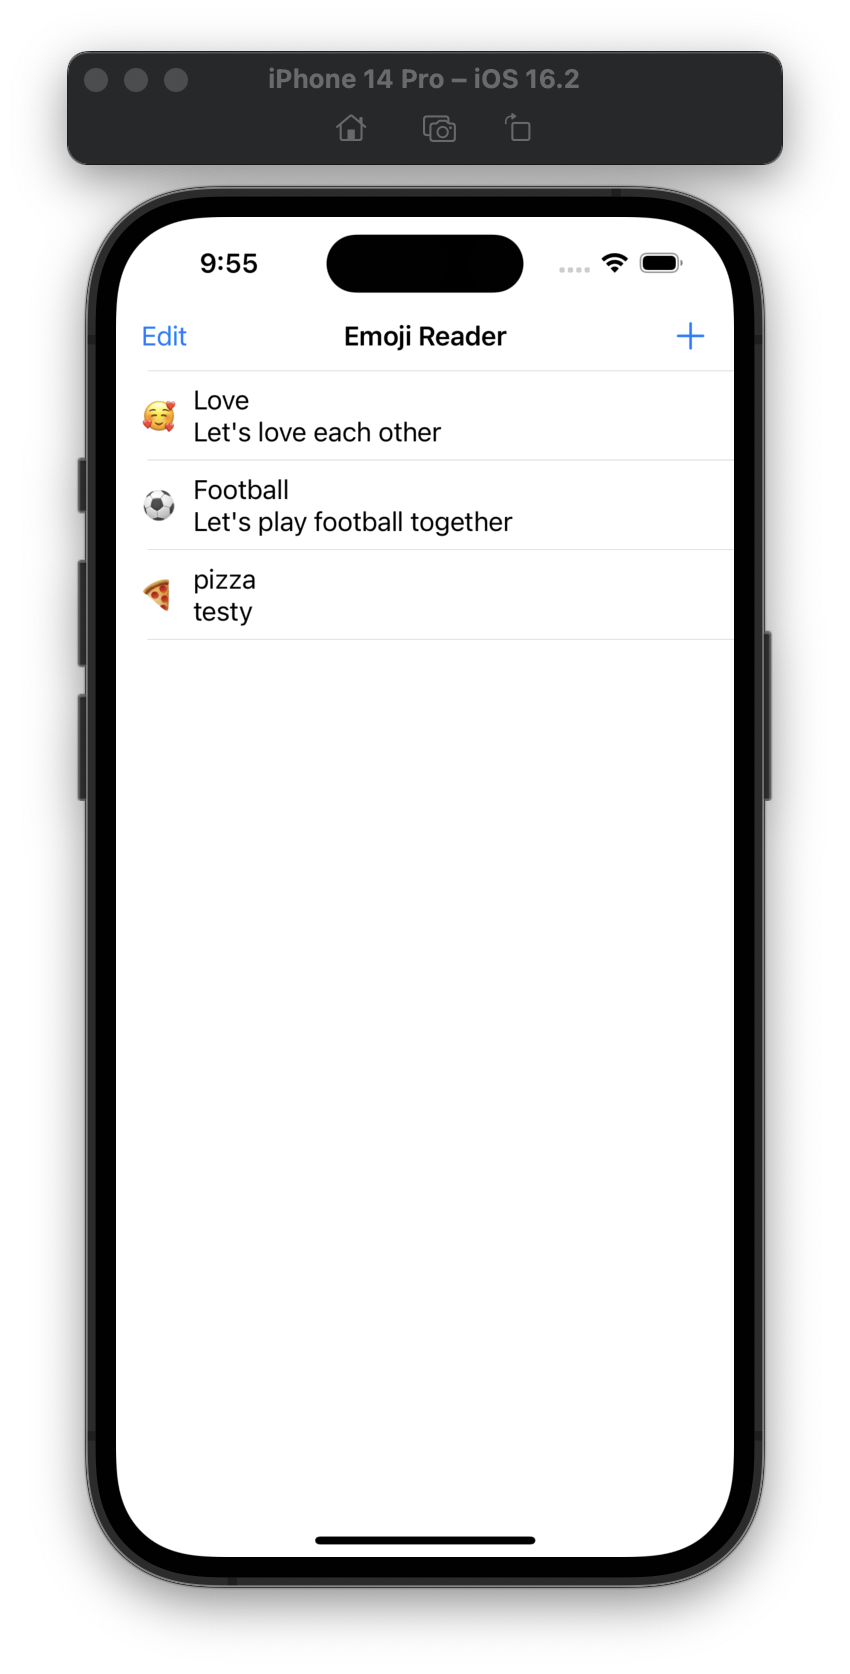 iPhone 14 Pro – iOS 16.2
9:55
Edit Emoji Reader +
🥰 Love
Let's love each other
⚽ Football
Let's play football together
🍕 pizza
testy